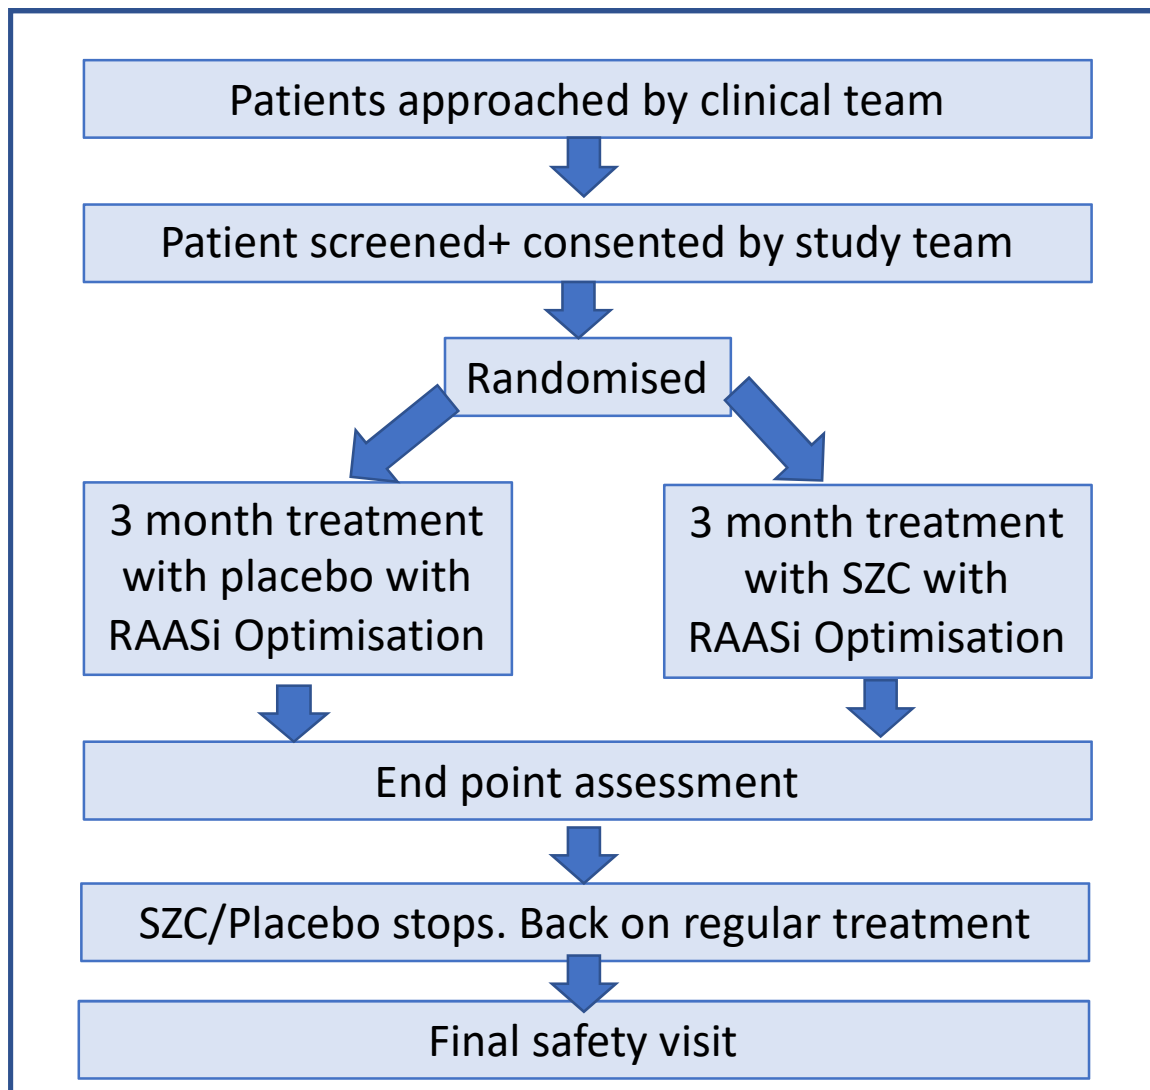 Patients approached by clinical team
Patient screened+ consented by study team
Randomised
3 month treatment
with placebo with
RAASi Optimisation
3 month treatment
with SZC with
RAASi Optimisation
End point assessment
SZC/Placebo stops. Back on regular treatment
Final safety visit